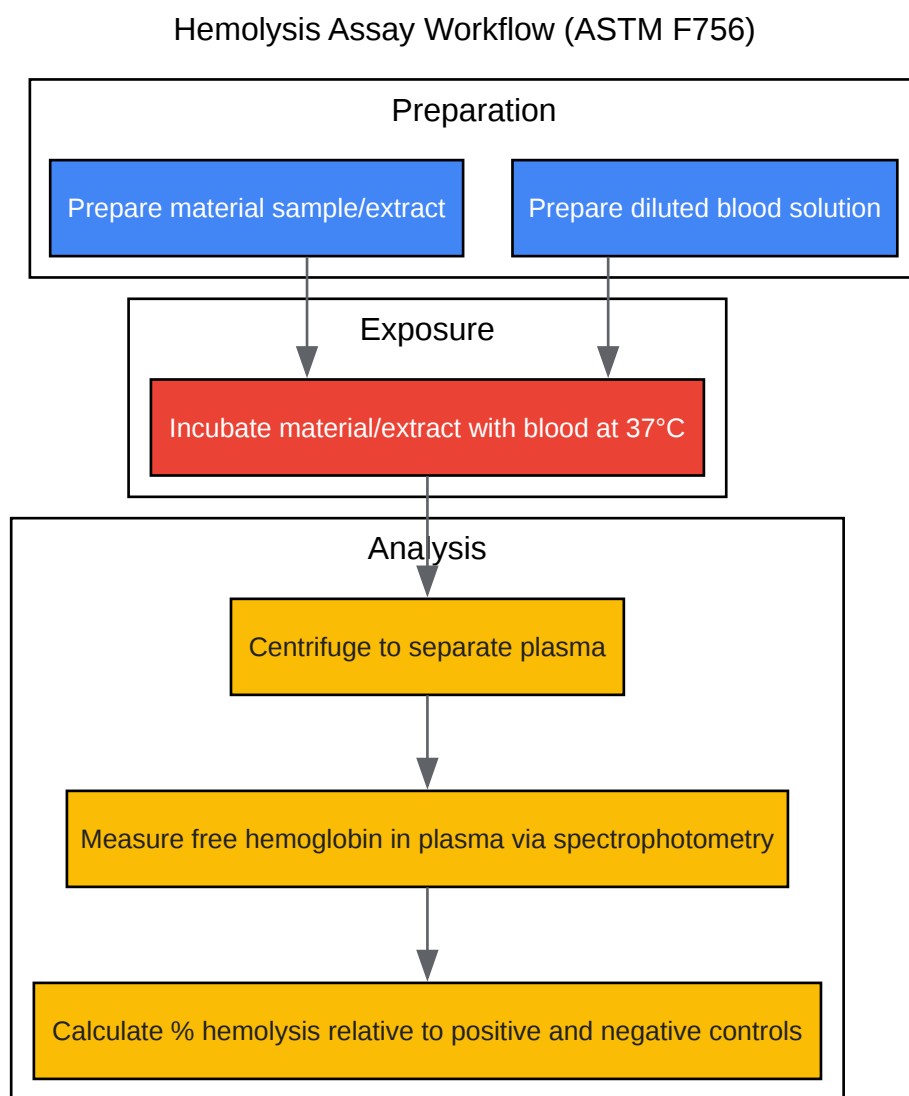 Hemolysis Assay Workflow (ASTM F756)
Preparation
Prepare material sample/extract
Prepare diluted blood solution
Exposure
Incubate material/extract with blood at 37°C
Analysis
Centrifuge to separate plasma
Measure free hemoglobin in plasma via spectrophotometry
Calculate % hemolysis relative to positive and negative controls